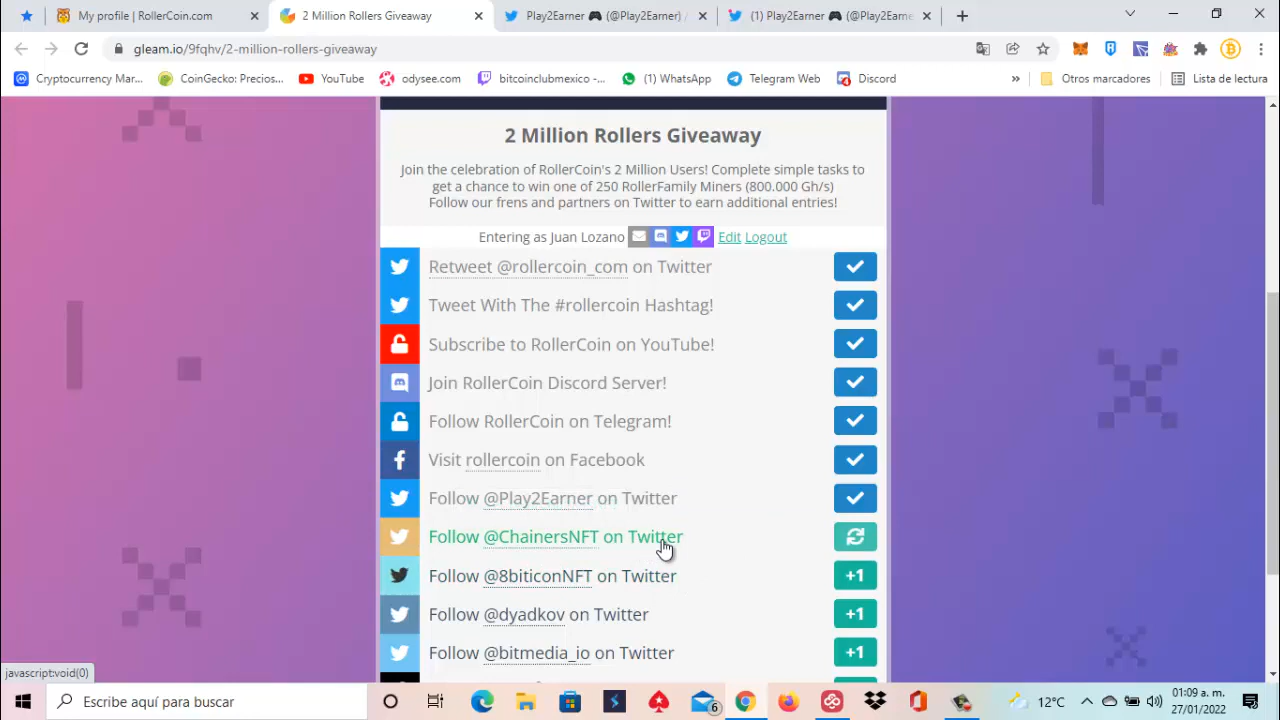 My profile | RollerCoin.com
2 Million Rollers Giveaway
Play2Earner 🎮 (@Play2Earner) /
(1) Play2Earner 🎮 (@Play2Earne
gleam.io/9fqhv/2-million-rollers-giveaway
Cryptocurrency Mar...
CoinGecko: Precios...
YouTube
odysee.com
bitcoinclubmexico -...
(1) WhatsApp
Telegram Web
Discord
»
Otros marcadores
Lista de lectura
2 Million Rollers Giveaway
Join the celebration of RollerCoin's 2 Million Users! Complete simple tasks to
get a chance to win one of 250 RollerFamily Miners (800.000 Gh/s)
Follow our frens and partners on Twitter to earn additional entries!
Entering as Juan Lozano Edit Logout
Retweet @rollercoin_com on Twitter
Tweet With The #rollercoin Hashtag!
Subscribe to RollerCoin on YouTube!
Join RollerCoin Discord Server!
Follow RollerCoin on Telegram!
Visit rollercoin on Facebook
Follow @Play2Earner on Twitter
Follow @ChainersNFT on Twitter
Follow @8biticonNFT on Twitter +1
Follow @dyadkov on Twitter +1
Follow @bitmedia_io on Twitter +1
javascript:void(0)
Escribe aquí para buscar
6
12°C
01:09 a. m.
27/01/2022